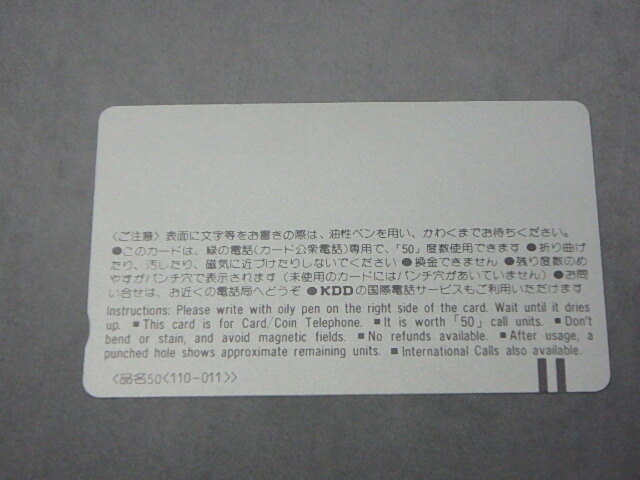 〈ご注意〉表面に文字等をお書きの際は、油性ペンを用い、かわくまでお待ちください。
●このカードは、緑の電話(カード公衆電話)専用で、「50」度数使用できます ●折り曲げ
たり、汚したり、磁気に近づけたりしないでください ●換金できません ●残り度数のめ
やすがパンチ穴で表示されます(未使用のカードにはパンチ穴があいていません) ●お問
い合せは、お近くの電話局へどうぞ ●KDDの国際電話サービスもご利用いただけます
Instructions: Please write with oily pen on the right side of the card. Wait until it dries
up. ■ This card is for Card/Coin Telephone. ■ It is worth「50」call units. ■ Don't
bend or stain, and avoid magnetic fields. ■ No refunds available. ■ After usage, a
punched hole shows approximate remaining units. ■ International Calls also available.
〈品名50〈110-011〉〉